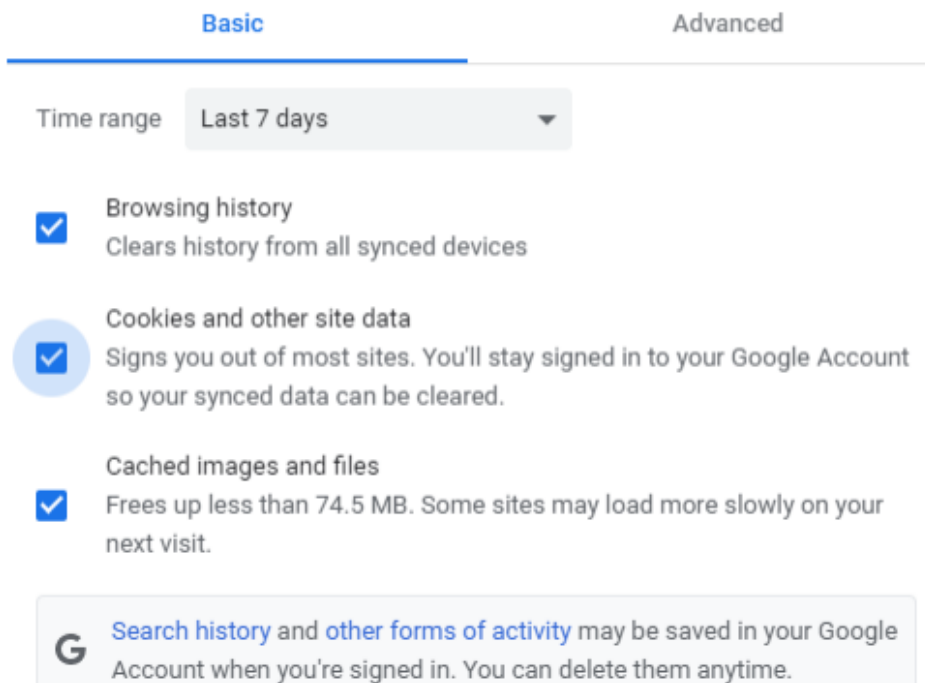 Basic Advanced
Time range Last 7 days
Browsing history
Clears history from all synced devices
Cookies and other site data
Signs you out of most sites. You'll stay signed in to your Google Account
so your synced data can be cleared.
Cached images and files
Frees up less than 74.5 MB. Some sites may load more slowly on your
next visit.
G Search history and other forms of activity may be saved in your Google
Account when you're signed in. You can delete them anytime.